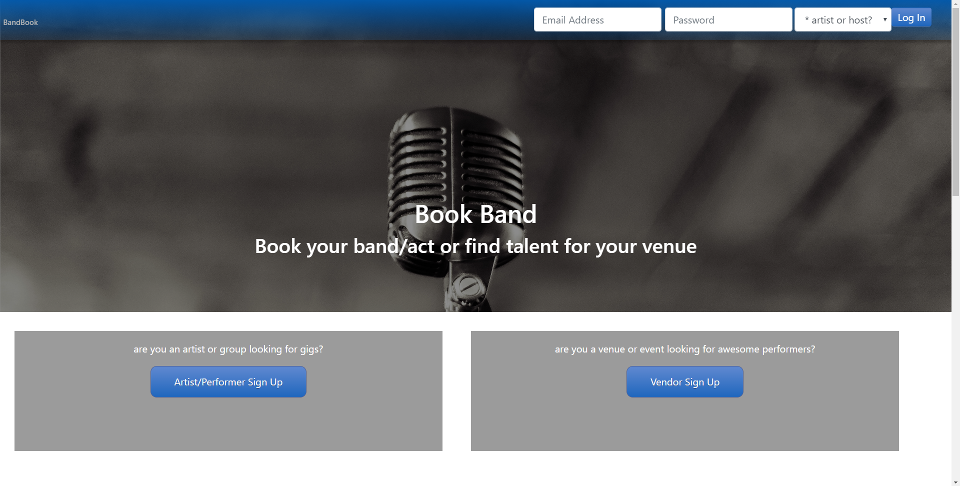 BandBook
Email Address
Password
* artist or host?
Log In
Book Band
Book your band/act or find talent for your venue
are you an artist or group looking for gigs?
Artist/Performer Sign Up
are you a venue or event looking for awesome performers?
Vendor Sign Up